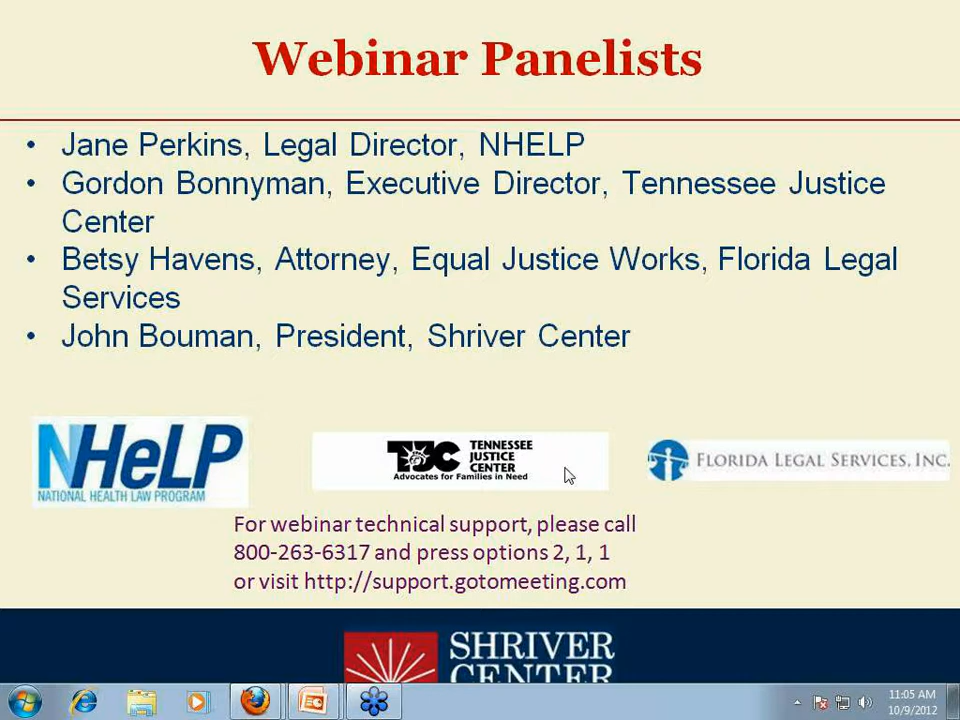 Webinar Panelists
• Jane Perkins, Legal Director, NHELP
• Gordon Bonnyman, Executive Director, Tennessee Justice
Center
• Betsy Havens, Attorney, Equal Justice Works, Florida Legal
Services
• John Bouman, President, Shriver Center
NHeLP
NATIONAL HEALTH LAW PROGRAM
TJC
TENNESSEE
JUSTICE
CENTER
Advocates for Families in Need
FLORIDA LEGAL SERVICES, INC.
For webinar technical support, please call
800-263-6317 and press options 2, 1, 1
or visit http://support.gotomeeting.com
SHRIVER
CENTER
11:05 AM
10/9/2012